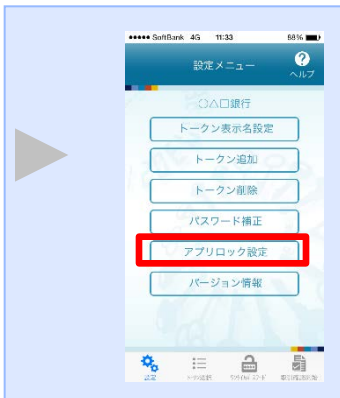 ●●●●● SoftBank 4G 11:33 58%
設定メニュー
ヘルプ
○△□銀行
トークン表示名設定
トークン追加
トークン削除
パスワード補正
アプリロック設定
バージョン情報
設定